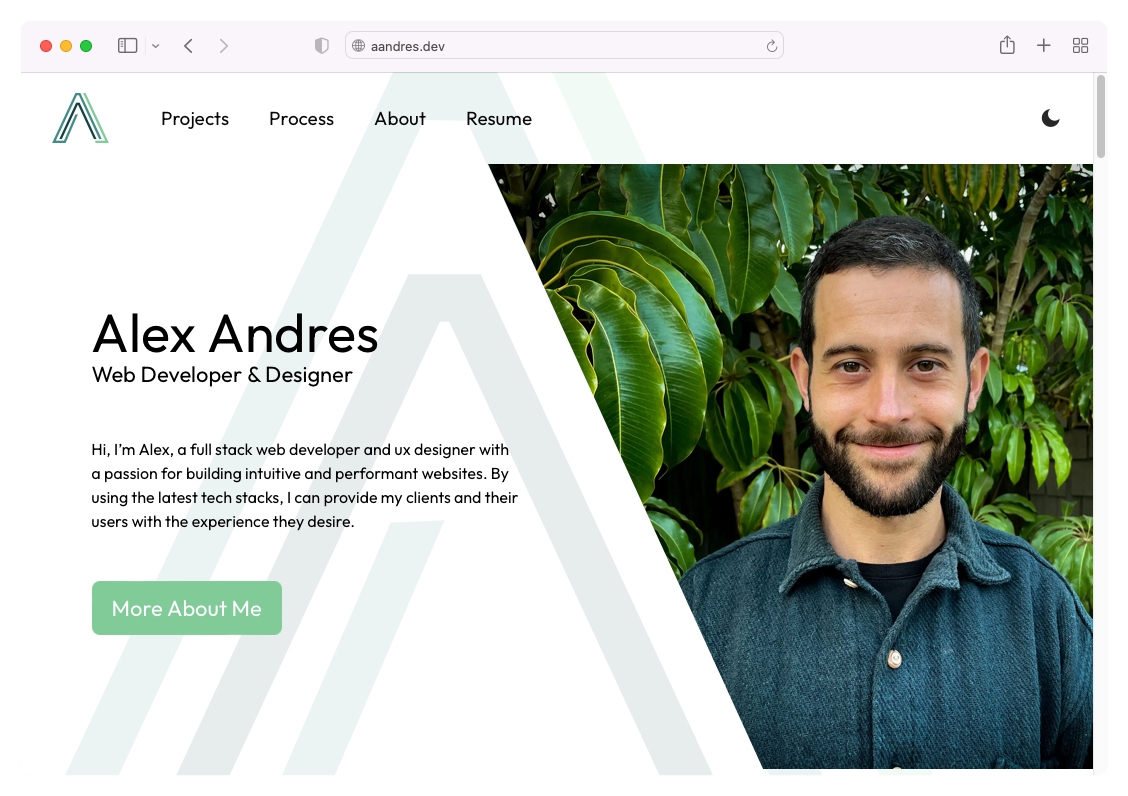 aandres.dev
Projects
Process
About
Resume
Alex Andres
Web Developer & Designer
Hi, I’m Alex, a full stack web developer and ux designer with
a passion for building intuitive and performant websites. By
using the latest tech stacks, I can provide my clients and their
users with the experience they desire.
More About Me